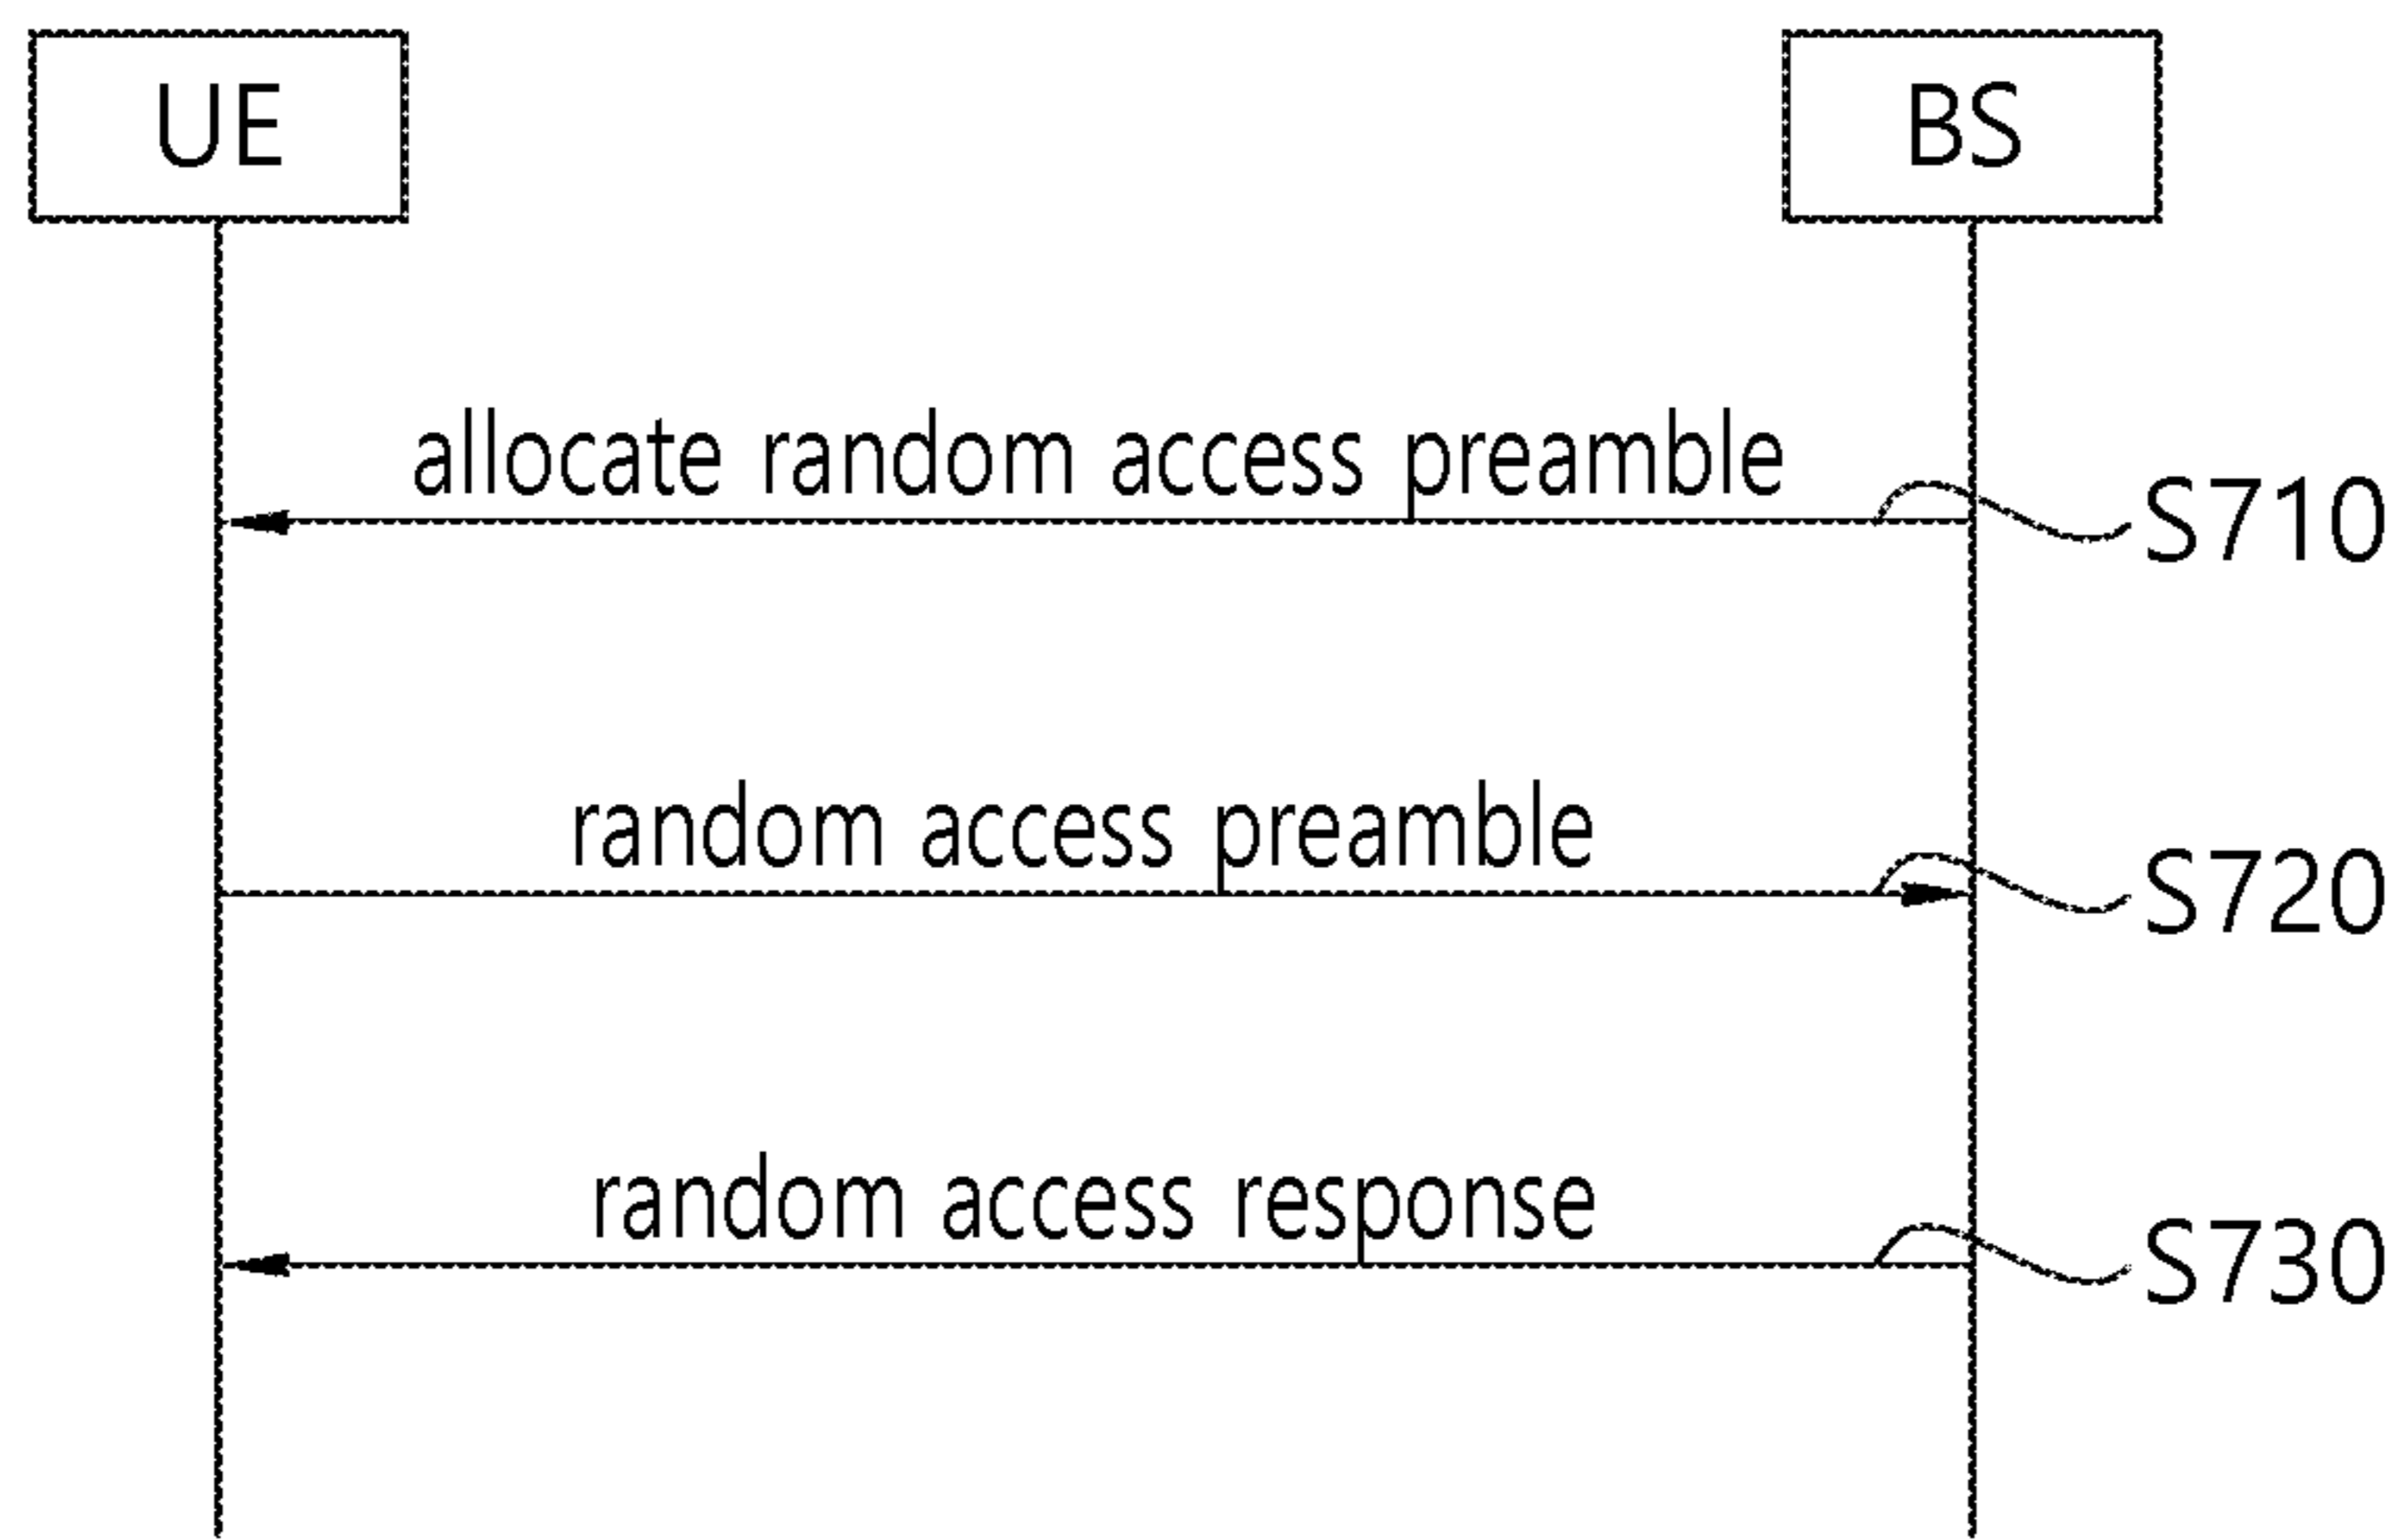 UE
BS
allocate random access preamble
S710
random access preamble
S720
random access response
S730